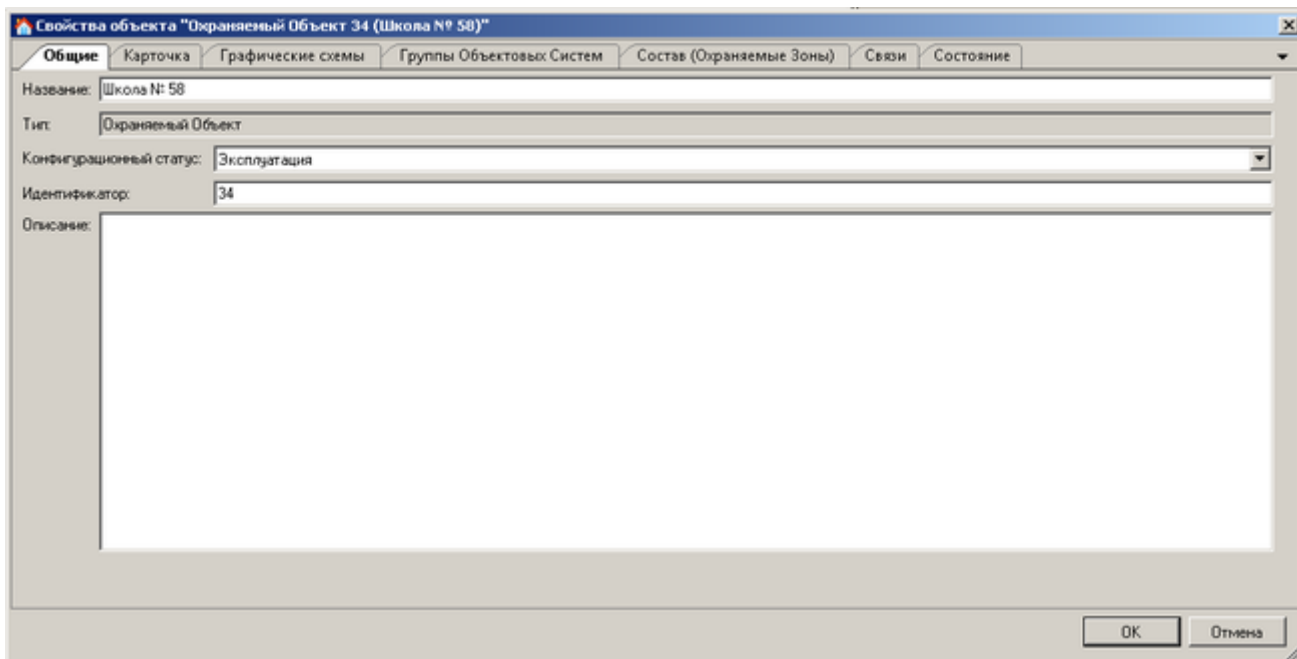 Свойства объекта "Охраняемый Объект 34 (Школа № 58)"
Общие Карточка Графические схемы Группы Объектовых Систем Состав (Охраняемые Зоны) Связи Состояние
Название: Школа № 58
Тип: Охраняемый Объект
Конфигурационный статус: Эксплуатация
Идентификатор: 34
Описание:
OK Отмена